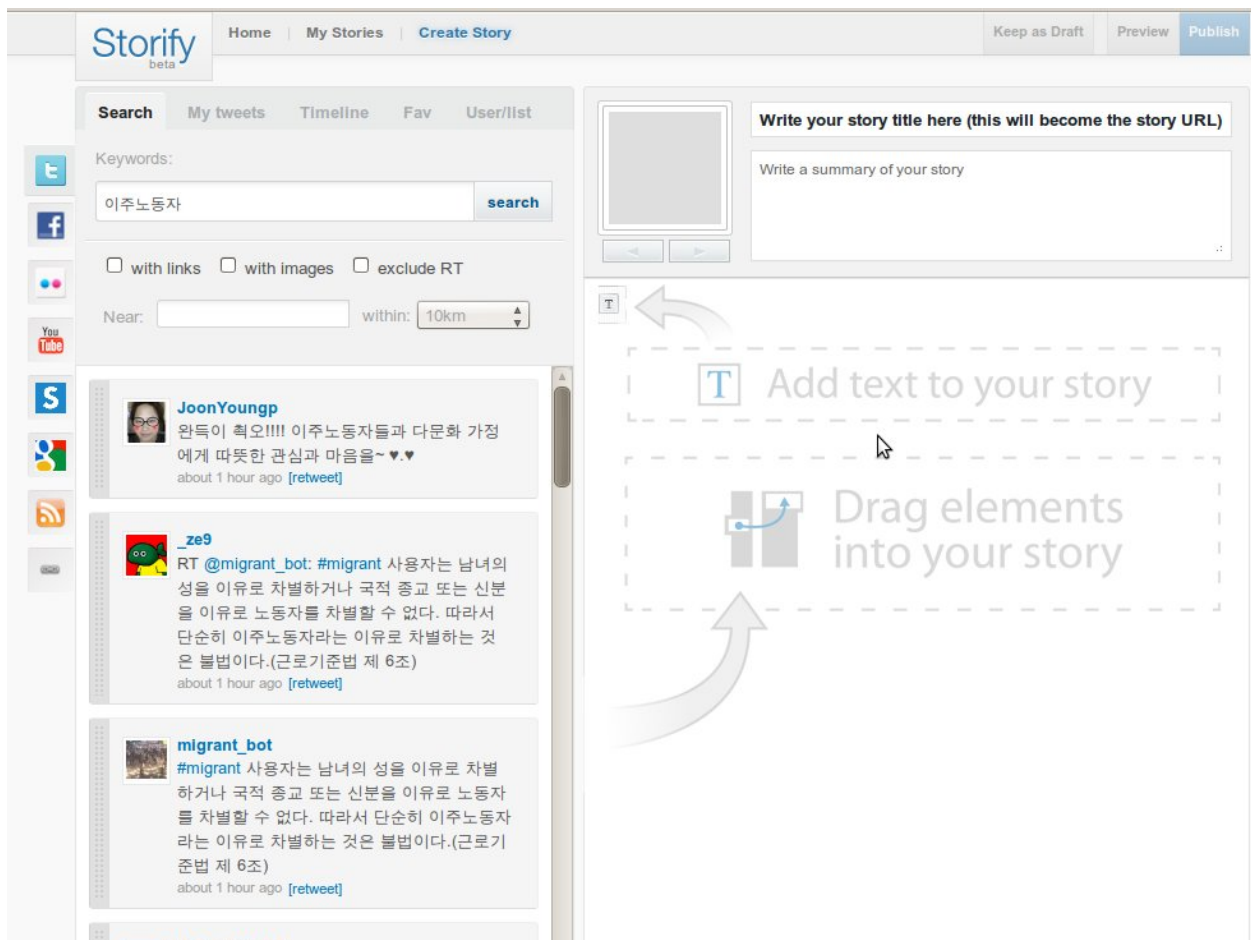 Storify
beta
Home
My Stories
Create Story
Keep as Draft
Preview
Publish
Search
My tweets
Timeline
Fav
User/list
Keywords:
이주노동자
search
with links
with images
exclude RT
Near:
within:
10km
You
Tube
JoonYoungp
완득이 쵝오!!!! 이주노동자들과 다문화 가정
에게 따뜻한 관심과 마음을~ ♥.♥
about 1 hour ago [retweet]
_ze9
RT @migrant_bot: #migrant 사용자는 남녀의
성을 이유로 차별하거나 국적 종교 또는 신분
을 이유로 노동자를 차별할 수 없다. 따라서
단순히 이주노동자라는 이유로 차별하는 것
은 불법이다.(근로기준법 제 6조)
about 1 hour ago [retweet]
migrant_bot
#migrant 사용자는 남녀의 성을 이유로 차별
하거나 국적 종교 또는 신분을 이유로 노동자
를 차별할 수 없다. 따라서 단순히 이주노동자
라는 이유로 차별하는 것은 불법이다.(근로기
준법 제 6조)
about 1 hour ago [retweet]
Write your story title here (this will become the story URL)
Write a summary of your story
T
T Add text to your story
Drag elements
into your story